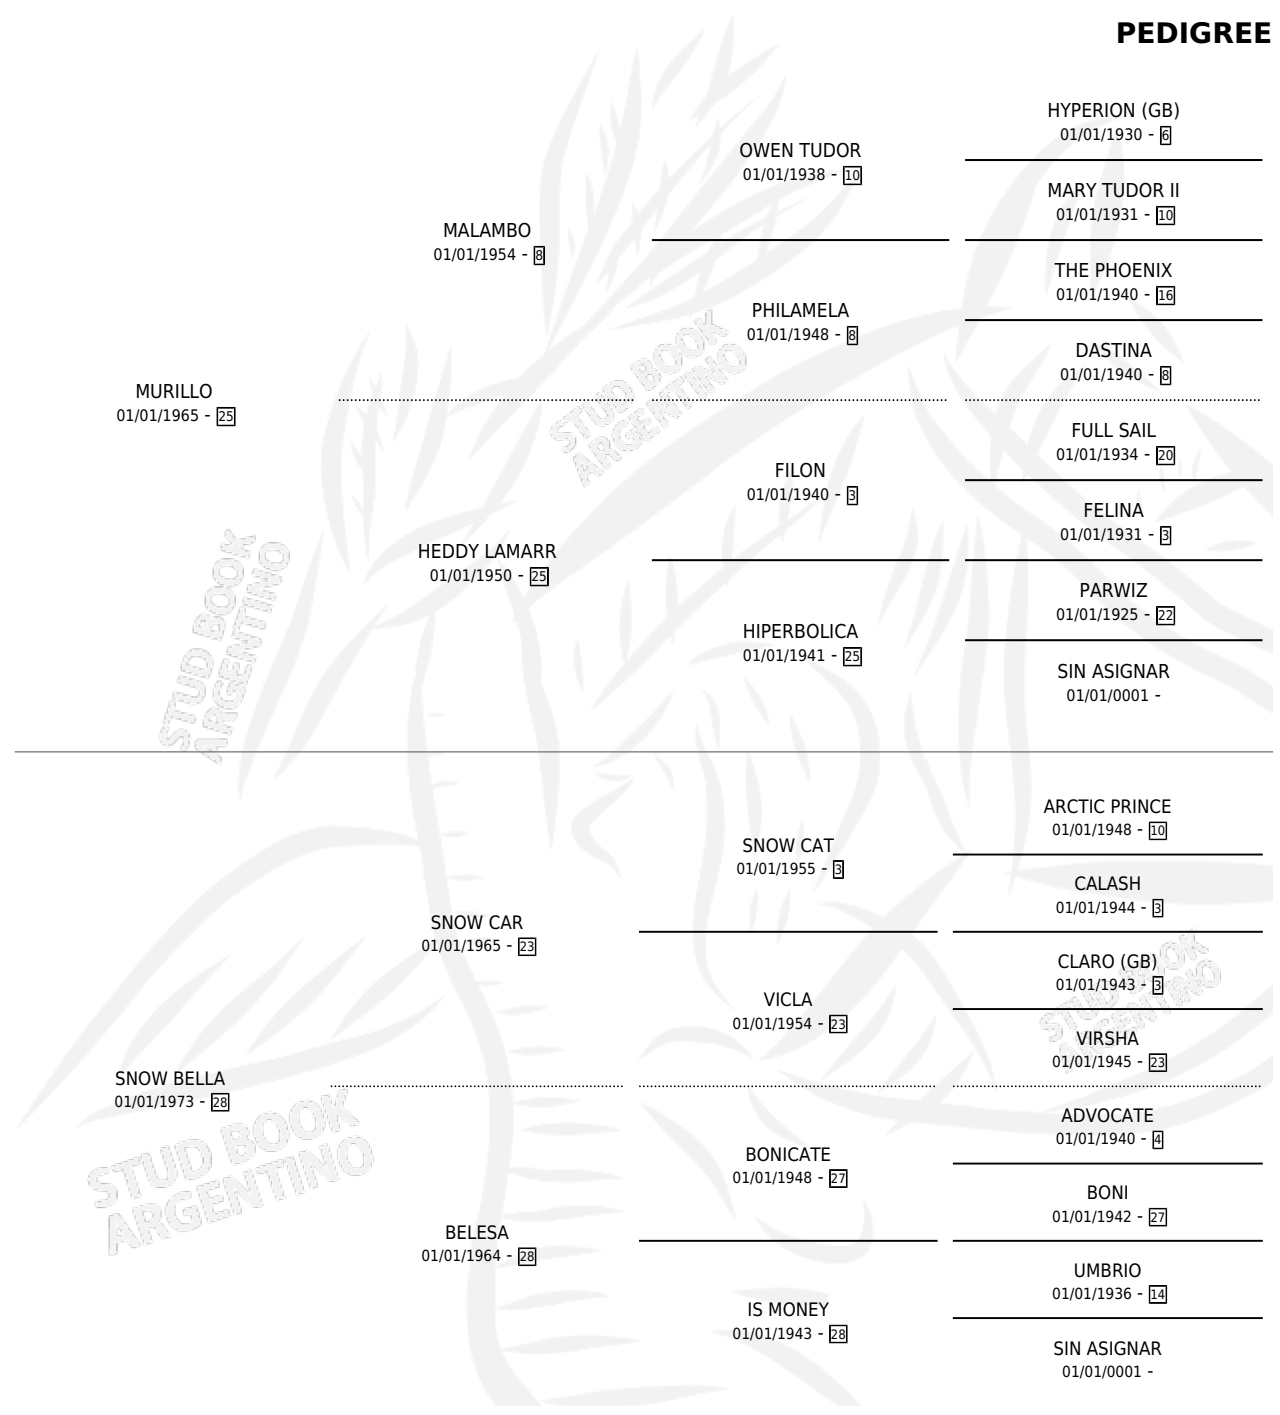 PEDIGREE
HYPERION (GB)
01/01/1930 - 6
OWEN TUDOR
01/01/1938 - 10
MARY TUDOR II
01/01/1931 - 10
MALAMBO
01/01/1954 - 8
THE PHOENIX
01/01/1940 - 16
PHILAMELA
01/01/1948 - 8
DASTINA
01/01/1940 - 8
MURILLO
01/01/1965 - 25
FULL SAIL
01/01/1934 - 20
FILON
01/01/1940 - 3
FELINA
01/01/1931 - 3
HEDDY LAMARR
01/01/1950 - 25
PARWIZ
01/01/1925 - 22
HIPERBOLICA
01/01/1941 - 25
SIN ASIGNAR
01/01/0001 -
STUD BOOK
ARGENTINO
STUD BOOK
ARGENTINO
ARCTIC PRINCE
01/01/1948 - 10
SNOW CAT
01/01/1955 - 3
CALASH
01/01/1944 - 3
SNOW CAR
01/01/1965 - 23
CLARO (GB)
01/01/1943 - 3
VICLA
01/01/1954 - 23
VIRSHA
01/01/1945 - 23
SNOW BELLA
01/01/1973 - 28
ADVOCATE
01/01/1940 - 4
BONICATE
01/01/1948 - 27
BONI
01/01/1942 - 27
BELESA
01/01/1964 - 28
UMBRIO
01/01/1936 - 14
IS MONEY
01/01/1943 - 28
SIN ASIGNAR
01/01/0001 -
STUD BOOK
ARGENTINO
STUD BOOK
ARGENTINO